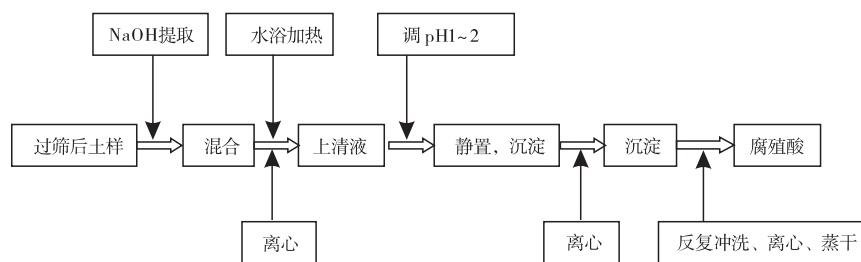 NaOH提取
水浴加热
调 pH1~2
过筛后土样
混合
上清液
静置，沉淀
沉淀
腐殖酸
离心
离心
反复冲洗、离心、蒸干